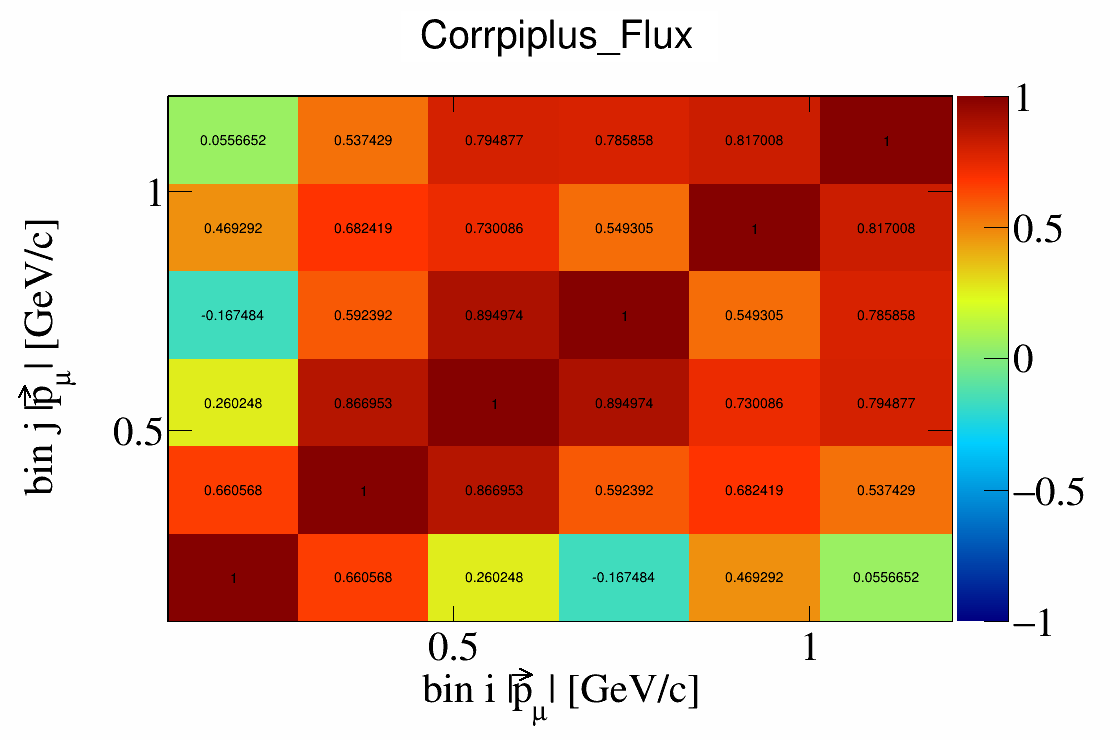 Corrpiplus_Flux
1
0.0556652 0.537429 0.794877 0.785858 0.817008 1
1
0.469292 0.682419 0.730086 0.549305 1 0.817008
0.5
-0.167484 0.592392 0.894974 1 0.549305 0.785858
0
0.260248 0.866953 1 0.894974 0.730086 0.794877
0.5
0.660568 1 0.866953 0.592392 0.682419 0.537429
−0.5
1 0.660568 0.260248 -0.167484 0.469292 0.0556652
−1
0.5 1
bin i |p⃗μ| [GeV/c]
bin j |p⃗μ| [GeV/c]